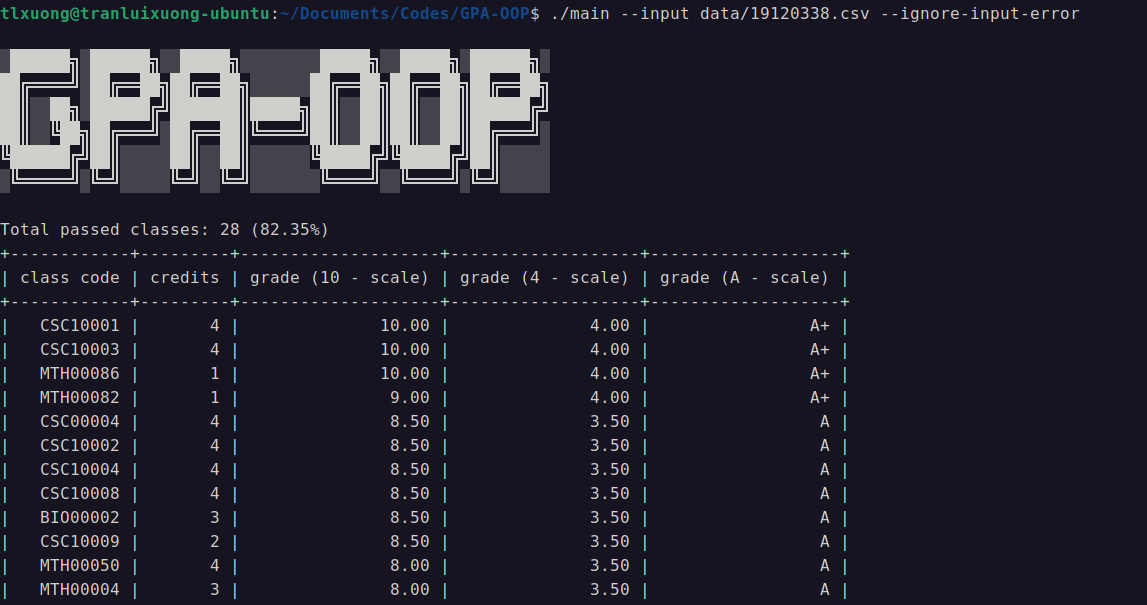 tlxuong@tranluixuong-ubuntu:~/Documents/Codes/GPA-OOP$ ./main --input data/19120338.csv --ignore-input-error
GPA-OOP
Total passed classes: 28 (82.35%)
+------------+---------+--------------------+-------------------+-------------------+
| class code | credits | grade (10 - scale) | grade (4 - scale) | grade (A - scale) |
+------------+---------+--------------------+-------------------+-------------------+
|   CSC10001 |       4 |              10.00 |              4.00 |                A+ |
|   CSC10003 |       4 |              10.00 |              4.00 |                A+ |
|   MTH00086 |       1 |              10.00 |              4.00 |                A+ |
|   MTH00082 |       1 |               9.00 |              4.00 |                A+ |
|   CSC00004 |       4 |               8.50 |              3.50 |                 A |
|   CSC10002 |       4 |               8.50 |              3.50 |                 A |
|   CSC10004 |       4 |               8.50 |              3.50 |                 A |
|   CSC10008 |       4 |               8.50 |              3.50 |                 A |
|   BIO00002 |       3 |               8.50 |              3.50 |                 A |
|   CSC10009 |       2 |               8.50 |              3.50 |                 A |
|   MTH00050 |       4 |               8.00 |              3.50 |                 A |
|   MTH00004 |       3 |               8.00 |              3.50 |                 A |